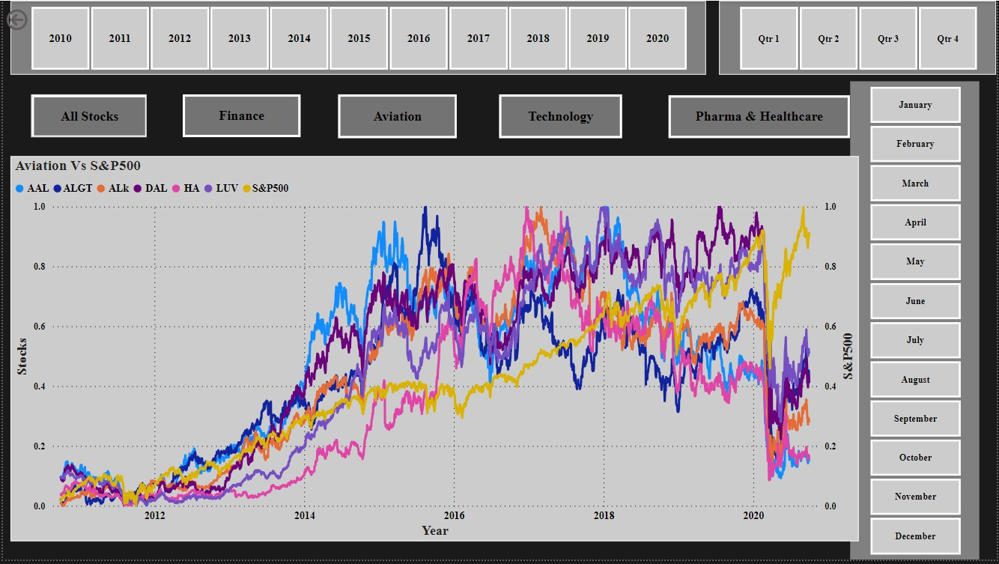 2010 2011 2012 2013 2014 2015 2016 2017 2018 2019 2020
Qtr 1 Qtr 2 Qtr 3 Qtr 4
All Stocks Finance Aviation Technology Pharma & Healthcare
January
February
March
April
May
June
July
August
September
October
November
December
Aviation Vs S&P500
AAL ALGT ALk DAL HA LUV S&P500
1.0
0.8
0.6
0.4
0.2
0.0
Stocks
1.0
0.8
0.6
0.4
0.2
0.0
S&P500
2012 2014 2016 2018 2020
Year